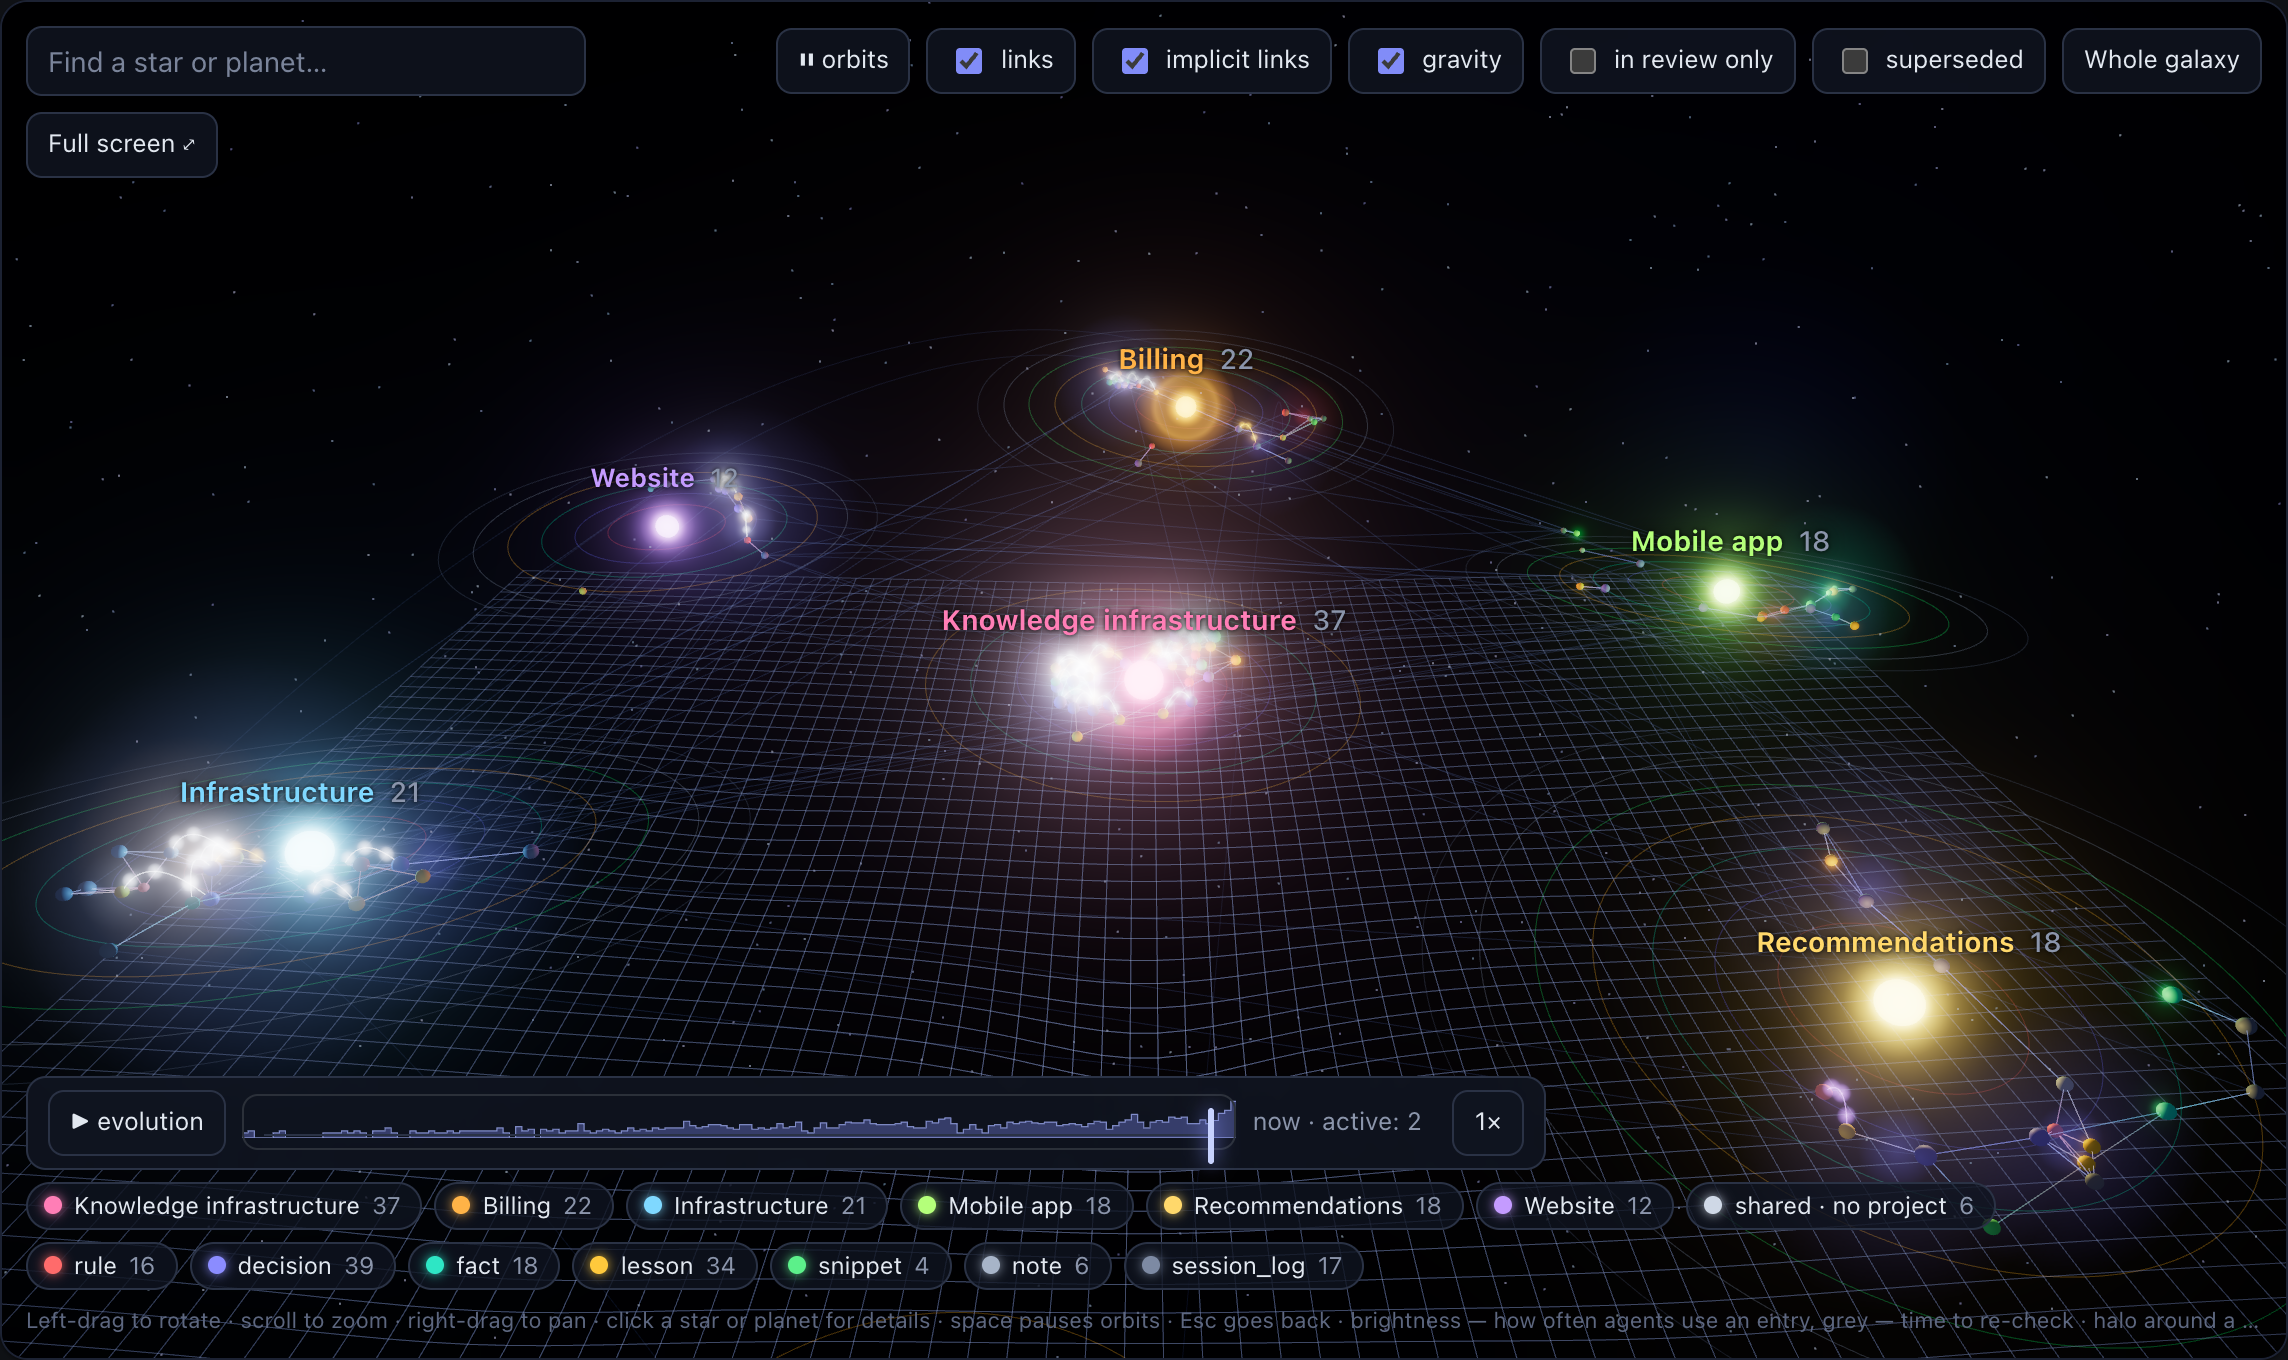 Find a star or planet...
orbits
links
implicit links
gravity
in review only
superseded
Whole galaxy
Full screen
Billing 22
Website 12
Mobile app 18
Knowledge infrastructure 37
Infrastructure 21
Recommendations 18
evolution
now · active: 2
1×
Knowledge infrastructure 37
Billing 22
Infrastructure 21
Mobile app 18
Recommendations 18
Website 12
shared · no project 6
rule 16
decision 39
fact 18
lesson 34
snippet 4
note 6
session_log 17
Left-drag to rotate · scroll to zoom · right-drag to pan · click a star or planet for details · space pauses orbits · Esc goes back · brightness — how often agents use an entry, grey — time to re-check · halo around a ...